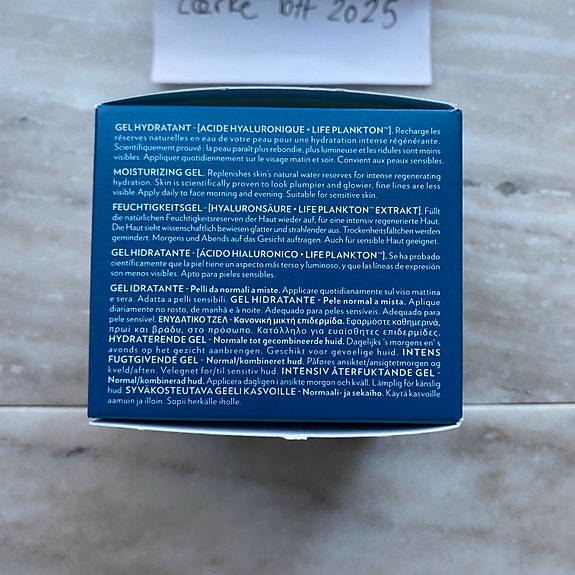 Lærke 10ff 2025
GEL HYDRATANT - [ACIDE HYALURONIQUE + LIFE PLANKTON™]. Recharge les
réserves naturelles en eau de votre peau pour une hydratation intense régénérante.
Scientifiquement prouvé : la peau paraît plus rebondie, plus lumineuse et les ridules sont moins
visibles. Appliquer quotidiennement sur le visage matin et soir. Convient aux peaux sensibles.
MOISTURIZING GEL. Replenishes skin's natural water reserves for intense regenerating
hydration. Skin is scientifically proven to look plumpier and glowier, fine lines are less
visible. Apply daily to face morning and evening. Suitable for sensitive skin.
FEUCHTIGKEITSGEL - [HYALURONSÄURE + LIFE PLANKTON™ EXTRAKT]. Füllt
die natürlichen Feuchtigkeitsreserven der Haut wieder auf, für eine intensiv regenerierte Haut.
Die Haut sieht wissenschaftlich bewiesen glatter und strahlender aus. Trockenheitsfältchen werden
gemindert. Morgens und Abends auf das Gesicht auftragen. Auch für sensible Haut geeignet.
GEL HIDRATANTE - [ÁCIDO HIALURONICO + LIFE PLANKTON™]. Se ha probado
científicamente que la piel tiene un aspecto más terso y luminoso, y que las líneas de expresión
son menos visibles. Apto para pieles sensibles.
GEL IDRATANTE - Pelli da normali a miste. Applicare quotidianamente sul viso mattina
e sera. Adatta a pelli sensibili. GEL HIDRATANTE - Pele normal a mista. Aplique
diariamente no rosto, de manhã e à noite. Adequado para peles sensíveis. Adequado para
pele sensível. ΕΝΥΔΑΤΙΚΟ ΤΖΕΛ - Κανονική μικτή επιδερμίδα. Εφαρμόστε καθημερινά,
πρωί και βράδυ, στο πρόσωπο. Κατάλληλο για ευαίσθητες επιδερμίδες.
HYDRATERENDE GEL - Normale tot gecombineerde huid. Dagelijks 's morgens en 's
avonds op het gezicht aanbrengen. Geschikt voor gevoelige huid. INTENS
FUGTGIVENDE GEL - Normal/kombineret hud. Påføres ansiktet/ansigtet morgen og
kveld/aften. Velegnet for/til sensitiv hud. INTENSIV ÅTERFUKTANDE GEL -
Normal/kombinerad hud. Applicera dagligen i ansikte morgon och kväll. Lämplig för känslig
hud. SYVÄKOSTEUTAVA GEELI KASVOILLE - Normaali- ja sekaiho. Käytä kasvoille
aamuin ja illoin. Sopii herkälle iholle.